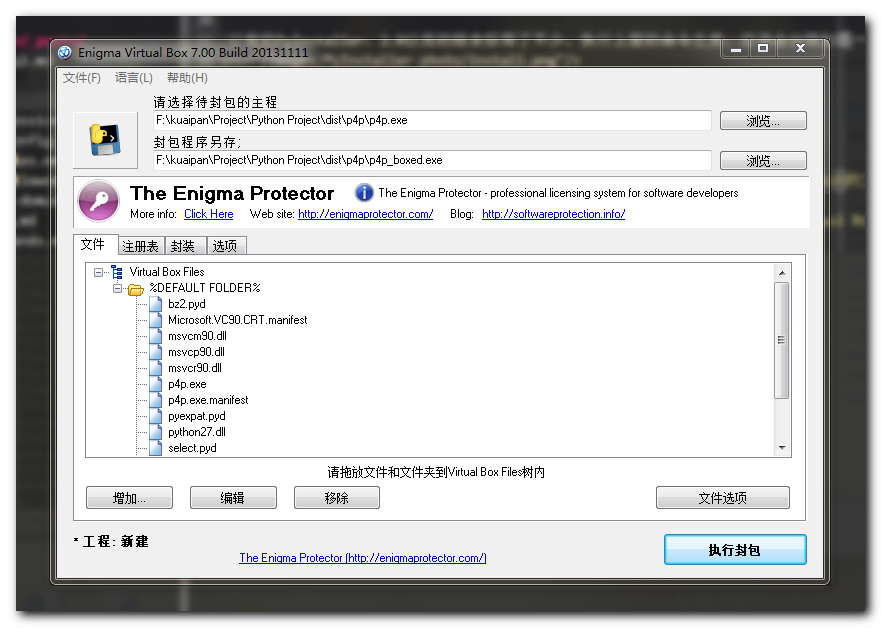 Enigma Virtual Box 7.00 Build 20131111
文件(F) 语言(L) 帮助(H)
请选择待封包的主程
F:\kuaipan\Project\Python Project\dist\p4p\p4p.exe
浏览...
封包程序另存;
F:\kuaipan\Project\Python Project\dist\p4p\p4p_boxed.exe
浏览...
The Enigma Protector
The Enigma Protector - professional licensing system for software developers
More info: Click Here Web site: http://enigmaprotector.com/ Blog: http://softwareprotection.info/
文件 注册表 封装 选项
Virtual Box Files
%DEFAULT FOLDER%
bz2.pyd
Microsoft.VC90.CRT.manifest
msvcm90.dll
msvcp90.dll
msvcr90.dll
p4p.exe
p4p.exe.manifest
pyexpat.pyd
python27.dll
select.pyd
请拖放文件和文件夹到Virtual Box Files树内
增加... 编辑 移除 文件选项
* 工程: 新建
The Enigma Protector (http://enigmaprotector.com/)
执行封包